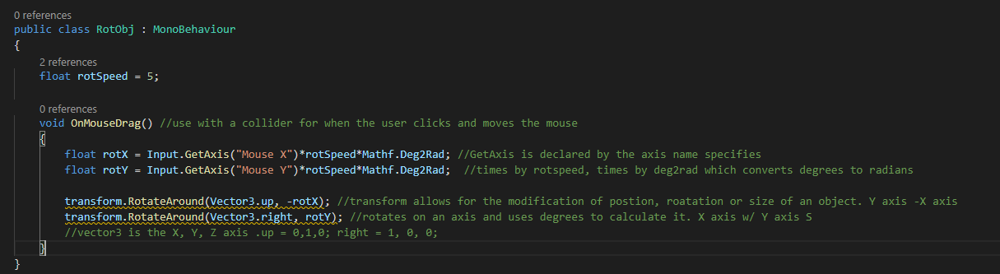 0 references
public class RotObj : MonoBehaviour
{
2 references
float rotSpeed = 5;
0 references
void OnMouseDrag() //use with a collider for when the user clicks and moves the mouse
{
float rotX = Input.GetAxis("Mouse X")*rotSpeed*Mathf.Deg2Rad; //GetAxis is declared by the axis name specifies
float rotY = Input.GetAxis("Mouse Y")*rotSpeed*Mathf.Deg2Rad;  //times by rotspeed, times by deg2rad which converts degrees to radians
transform.RotateAround(Vector3.up, -rotX); //transform allows for the modification of postion, roatation or size of an object. Y axis -X axis
transform.RotateAround(Vector3.right, rotY); //rotates on an axis and uses degrees to calculate it. X axis w/ Y axis S
//vector3 is the X, Y, Z axis .up = 0,1,0; right = 1, 0, 0;
}
}